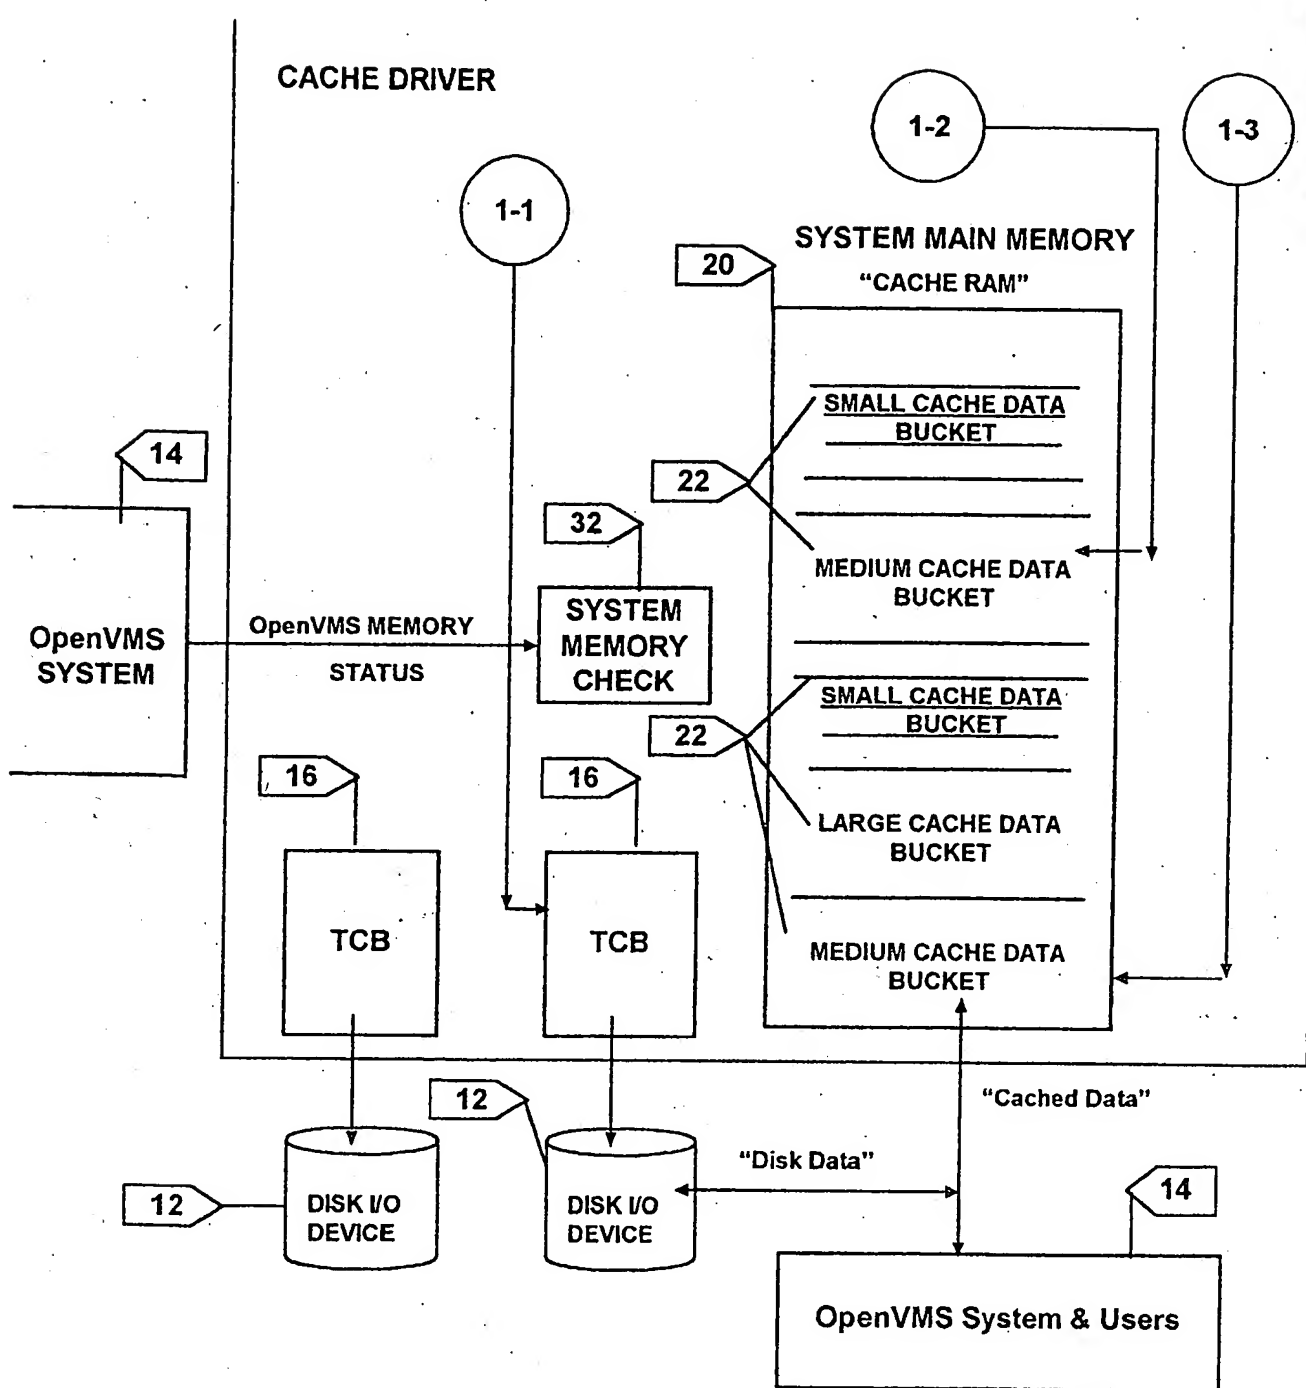 CACHE DRIVER
1-2
1-3
1-1
SYSTEM MAIN MEMORY
20
“CACHE RAM”
SMALL CACHE DATA
BUCKET
14
22
32
MEDIUM CACHE DATA
BUCKET
OpenVMS
SYSTEM
OpenVMS MEMORY
STATUS
SYSTEM
MEMORY
CHECK
SMALL CACHE DATA
BUCKET
22
16
16
LARGE CACHE DATA
BUCKET
TCB
TCB
MEDIUM CACHE DATA
BUCKET
12
“Cached Data”
“Disk Data”
12
DISK I/O
DEVICE
DISK I/O
DEVICE
14
OpenVMS System & Users